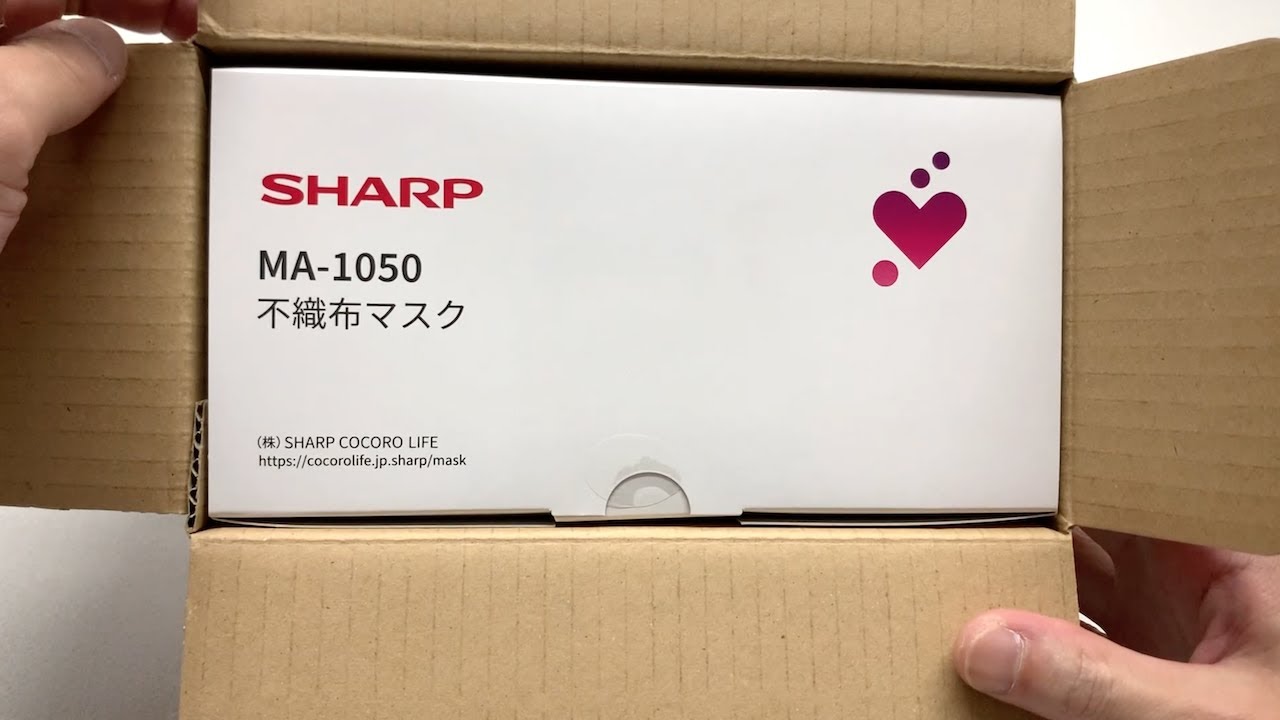 SHARP
MA-1050
不織布マスク
(株) SHARP COCORO LIFE
https://cocorolife.jp.sharp/mask